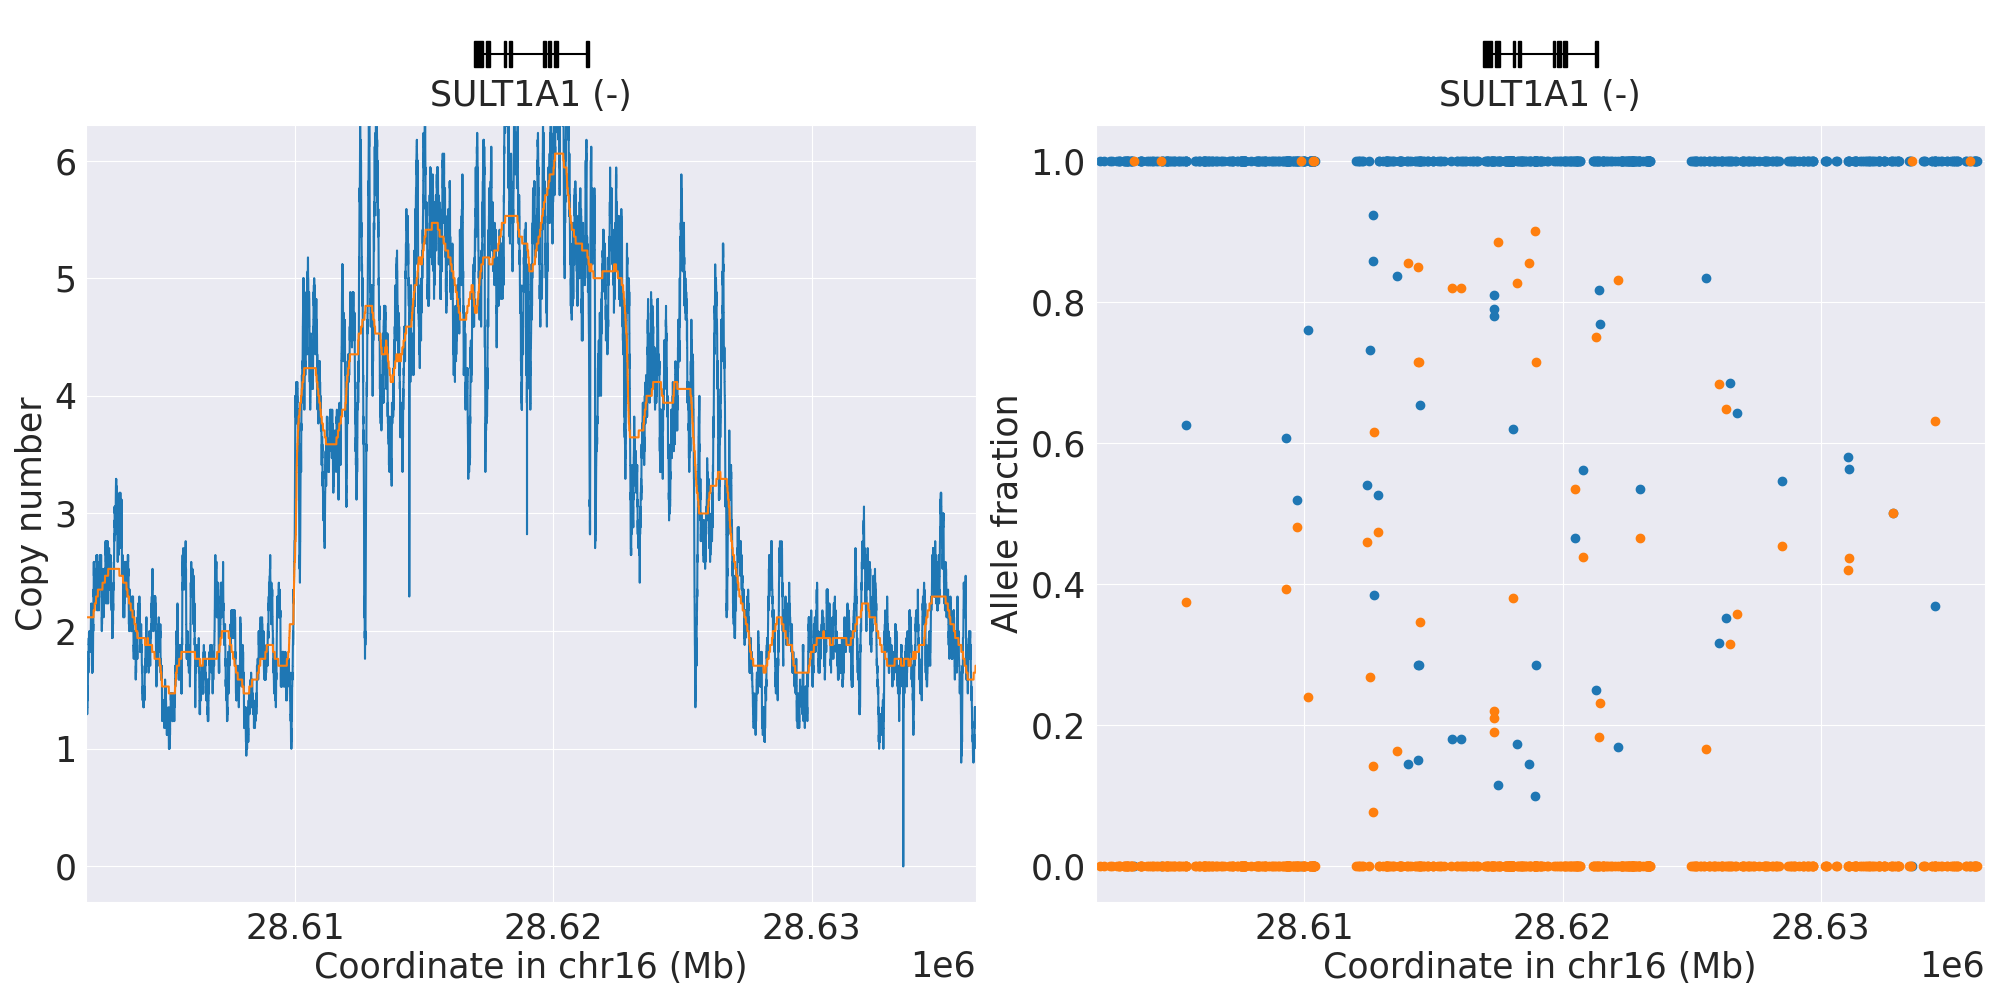 SULT1A1 (-)
Copy number
6
5
4
3
2
1
0
28.61
28.62
28.63
Coordinate in chr16 (Mb)
1e6
SULT1A1 (-)
Allele fraction
1.0
0.8
0.6
0.4
0.2
0.0
28.61
28.62
28.63
Coordinate in chr16 (Mb)
1e6